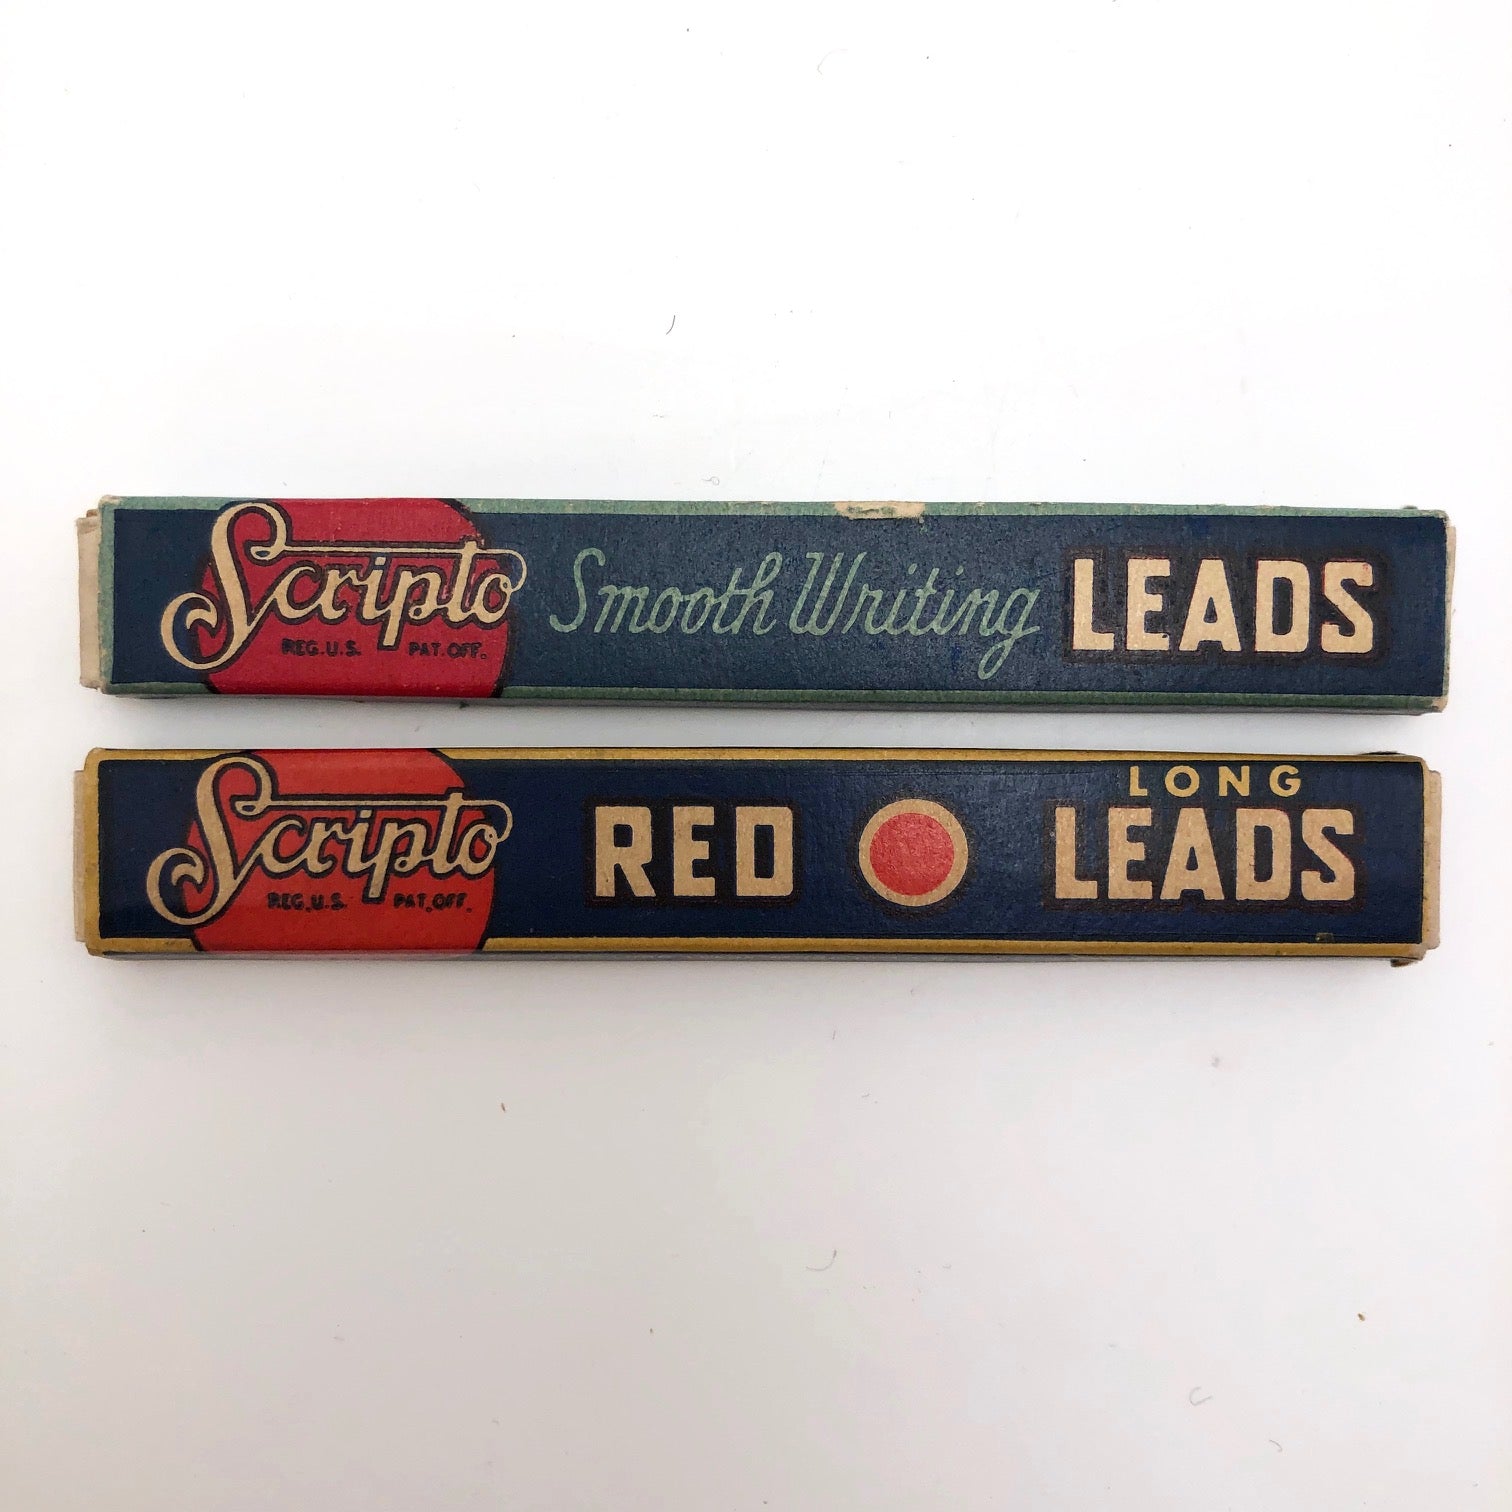 Scripto Smooth Writing LEADS
REG. U.S. PAT. OFF.
LONG
Scripto RED LEADS
REG. U.S. PAT. OFF.